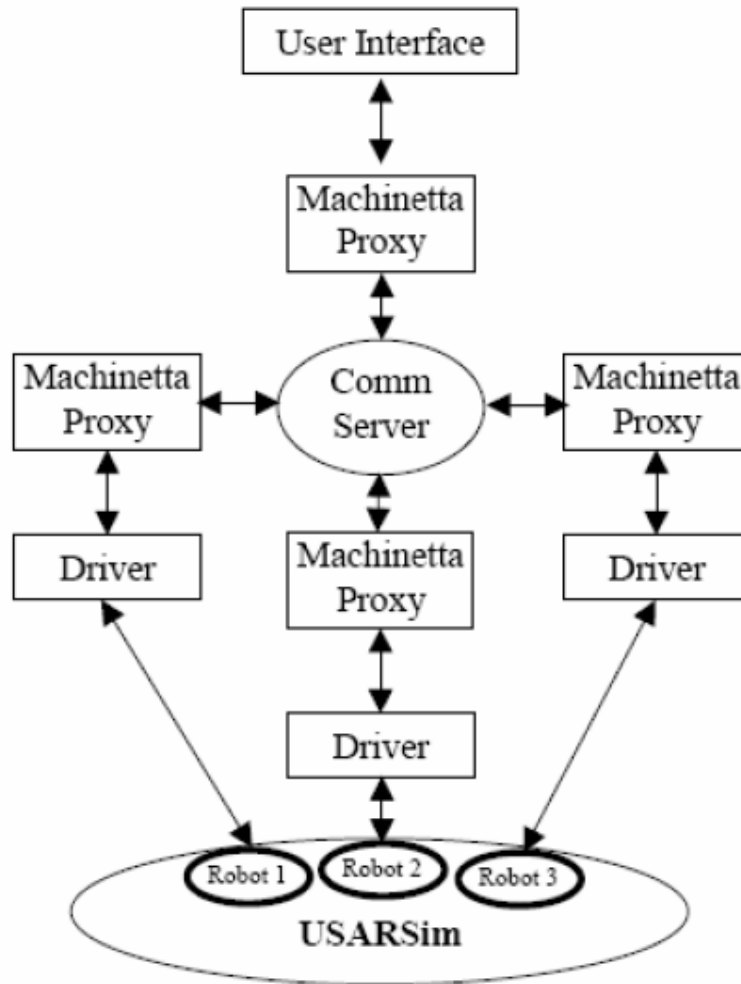 User Interface
Machinetta
Proxy
Comm
Server
Machinetta
Proxy
Machinetta
Proxy
Machinetta
Proxy
Driver
Driver
Driver
Robot 1
Robot 2
Robot 3
USARSim